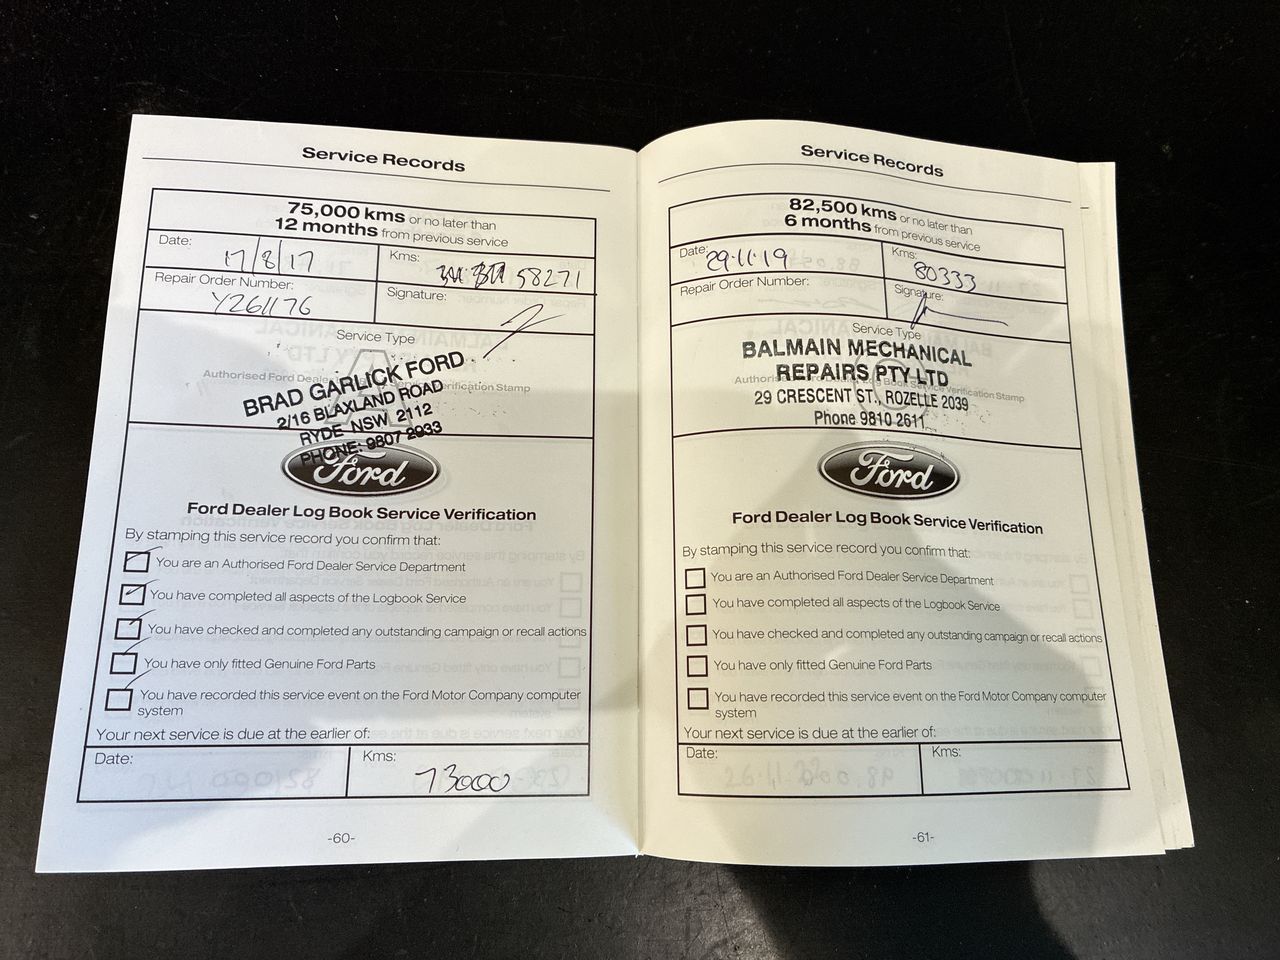 Service Records
75,000 kms or no later than
12 months from previous service
Date: 17/8/17
Kms: 58271
Repair Order Number: Y261176
Signature:
Service Type
Authorised Ford Dealer Service Verification Stamp
BRAD GARLICK FORD
2/16 BLAXLAND ROAD
RYDE NSW 2112
PHONE: 9807 2933
Ford
Ford Dealer Log Book Service Verification
By stamping this service record you confirm that:
You are an Authorised Ford Dealer Service Department
You have completed all aspects of the Logbook Service
You have checked and completed any outstanding campaign or recall actions
You have only fitted Genuine Ford Parts
You have recorded this service event on the Ford Motor Company computer
system
Your next service is due at the earlier of:
Date:
Kms: 73000
-60-
Service Records
82,500 kms or no later than
6 months from previous service
Date: 29.11.19
Kms: 80333
Repair Order Number:
Signature:
Service Type
Authorised Ford Dealer Log Book Service Verification Stamp
BALMAIN MECHANICAL
REPAIRS PTY LTD
29 CRESCENT ST., ROZELLE 2039
Phone 9810 2611
Ford
Ford Dealer Log Book Service Verification
By stamping this service record you confirm that:
You are an Authorised Ford Dealer Service Department
You have completed all aspects of the Logbook Service
You have checked and completed any outstanding campaign or recall actions
You have only fitted Genuine Ford Parts
You have recorded this service event on the Ford Motor Company computer
system
Your next service is due at the earlier of:
Date:
Kms:
-61-